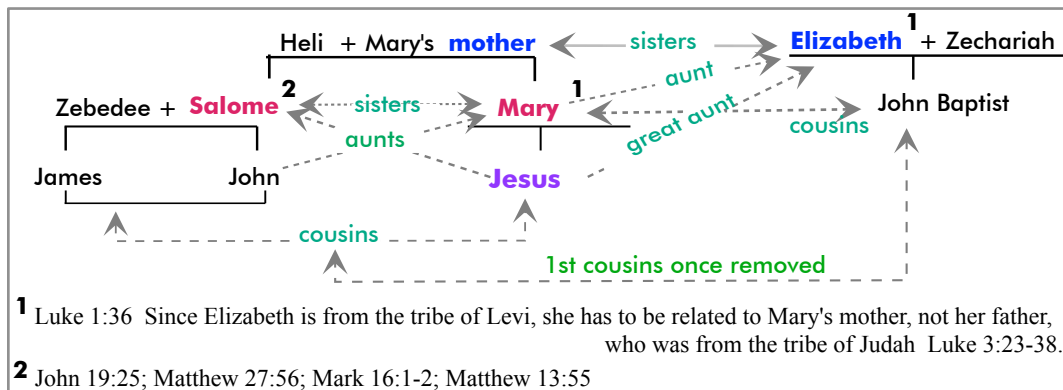 Heli + Mary's mother sisters Elizabeth 1 + Zechariah
aunt
Zebedee + Salome 2 sisters Mary 1 great aunt cousins John Baptist
aunts
James John Jesus
cousins
1st cousins once removed
1 Luke 1:36 Since Elizabeth is from the tribe of Levi, she has to be related to Mary's mother, not her father,
who was from the tribe of Judah Luke 3:23-38.
2 John 19:25; Matthew 27:56; Mark 16:1-2; Matthew 13:55